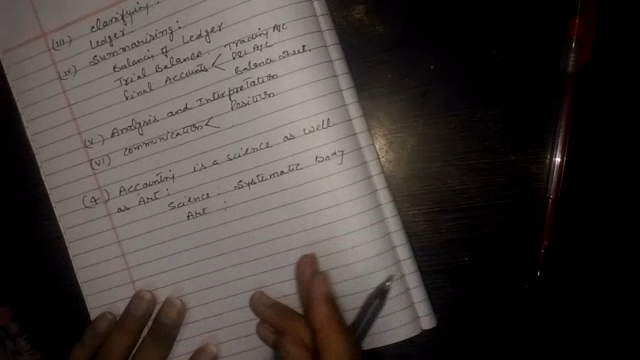 (iii) Clarifying.
Ledger
(iv) Summarising:
Balancing of Ledger
Trial Balance
final Accounts < Trading A/c
P&L A/c
Balance Sheet.
(v) Analysis and Interpretation
(vi) Communication < Position
(4) Accounting is a science as well
as Art:
Science: Systematic Body
Art :